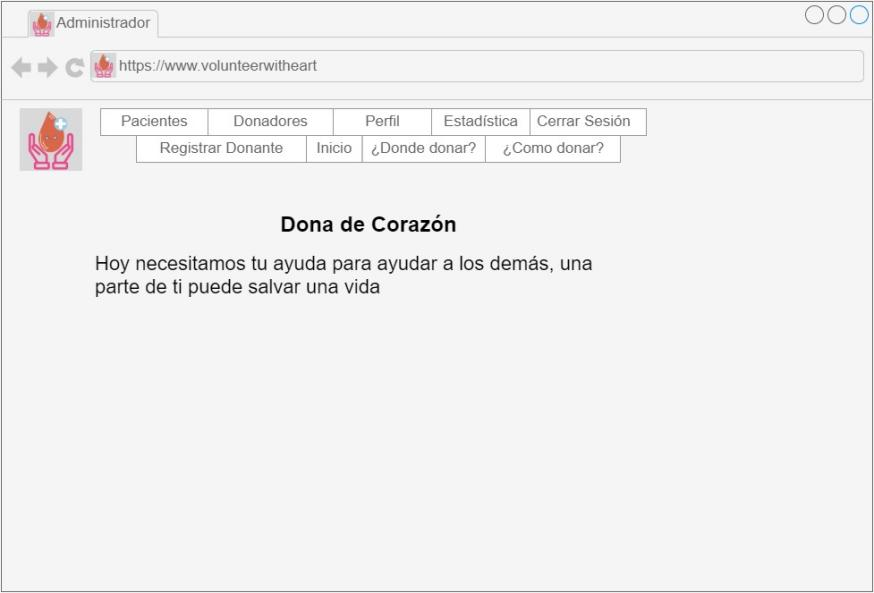 Administrador
https://www.volunteerwitheart
Pacientes Donadores Perfil Estadística Cerrar Sesión
Registrar Donante Inicio ¿Donde donar? ¿Como donar?
Dona de Corazón
Hoy necesitamos tu ayuda para ayudar a los demás, una
parte de ti puede salvar una vida